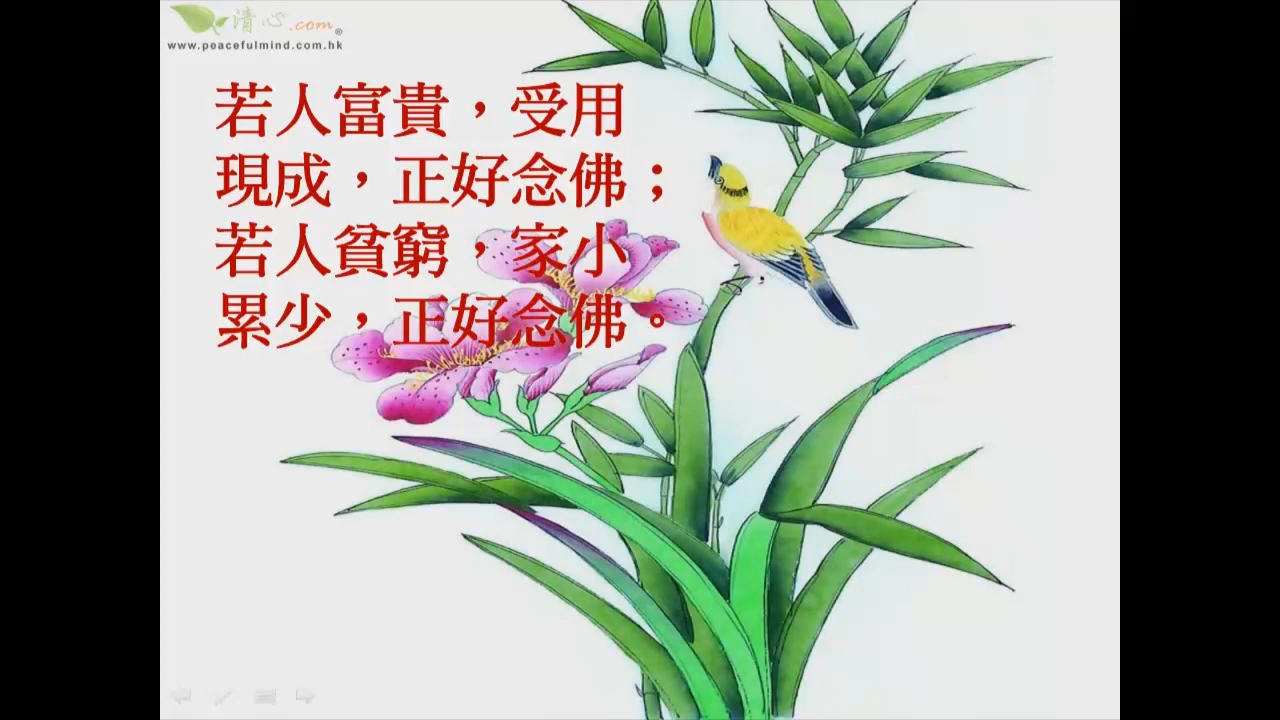 清心.com®
www.peacefulmind.com.hk
若人富貴，受用
現成，正好念佛；
若人貧窮，家小
累少，正好念佛。